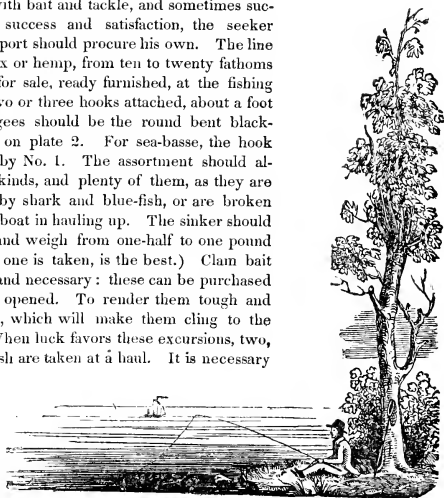 ith bait and tackle, and sometimes suc-
success and satisfaction, the seeker
port should procure his own. The line
x or hemp, from ten to twenty fathoms
for sale, ready furnished, at the fishing
vo or three hooks attached, about a foot
gees should be the round bent black-
on plate 2. For sea-basse, the hook
by No. 1. The assortment should al-
kinds, and plenty of them, as they are
by shark and blue-fish, or are broken
boat in hauling up. The sinker should
and weigh from one-half to one pound
one is taken, is the best.) Clam bait
and necessary: these can be purchased
opened. To render them tough and
, which will make them cling to the
When luck favors these excursions, two,
sh are taken at a haul. It is necessary